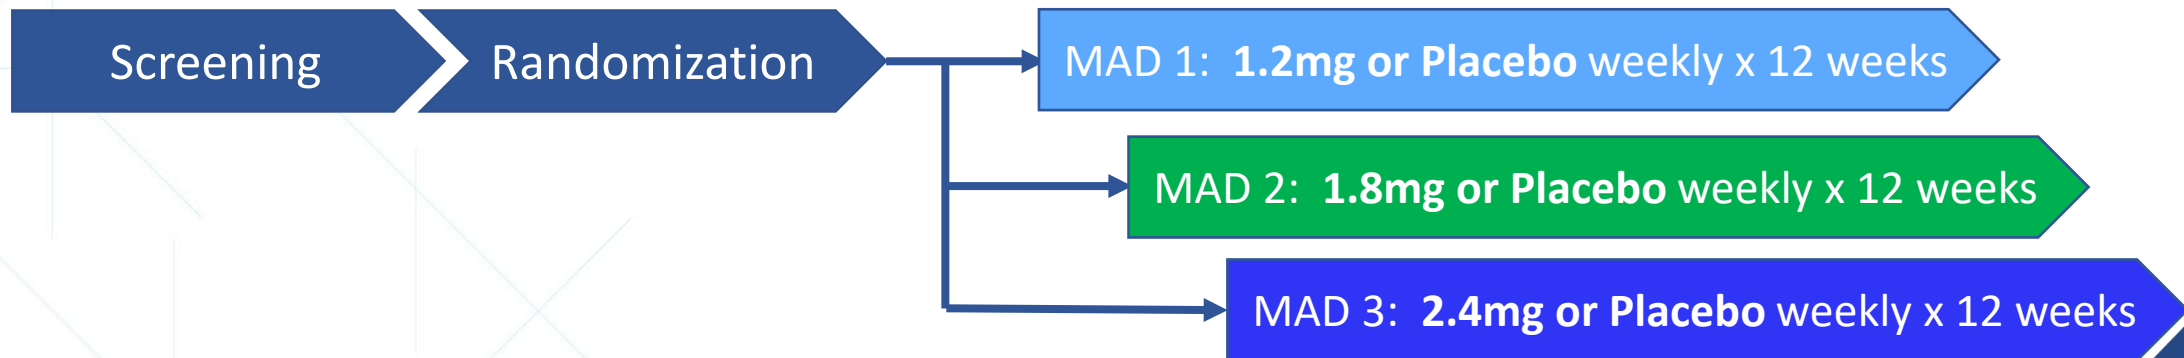 Screening
Randomization
MAD 1: 1.2mg or Placebo weekly x 12 weeks
MAD 2: 1.8mg or Placebo weekly x 12 weeks
MAD 3: 2.4mg or Placebo weekly x 12 weeks